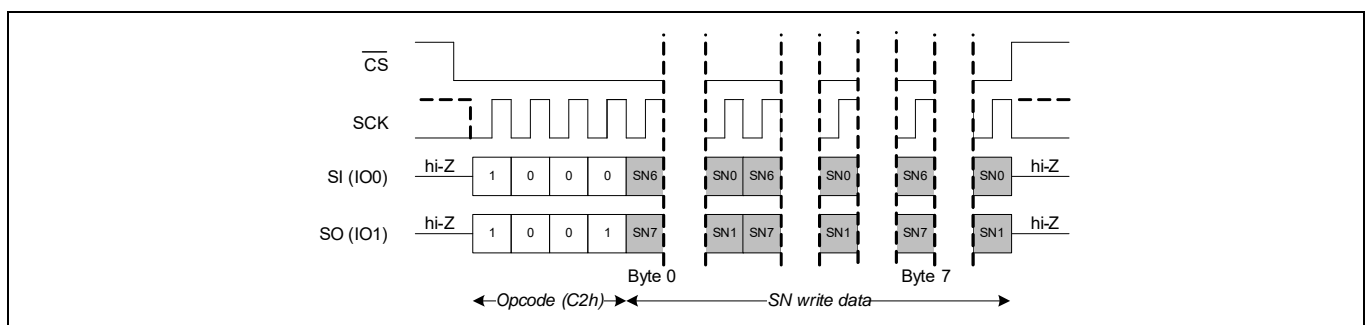 CS
SCK
SI (IO0) hi-Z 1 0 0 0 SN6 SN0 SN6 SN0 SN6 SN0 hi-Z
SO (IO1) hi-Z 1 0 0 1 SN7 SN1 SN7 SN1 SN7 SN1 hi-Z
Byte 0 Byte 7
Opcode (C2h) SN write data